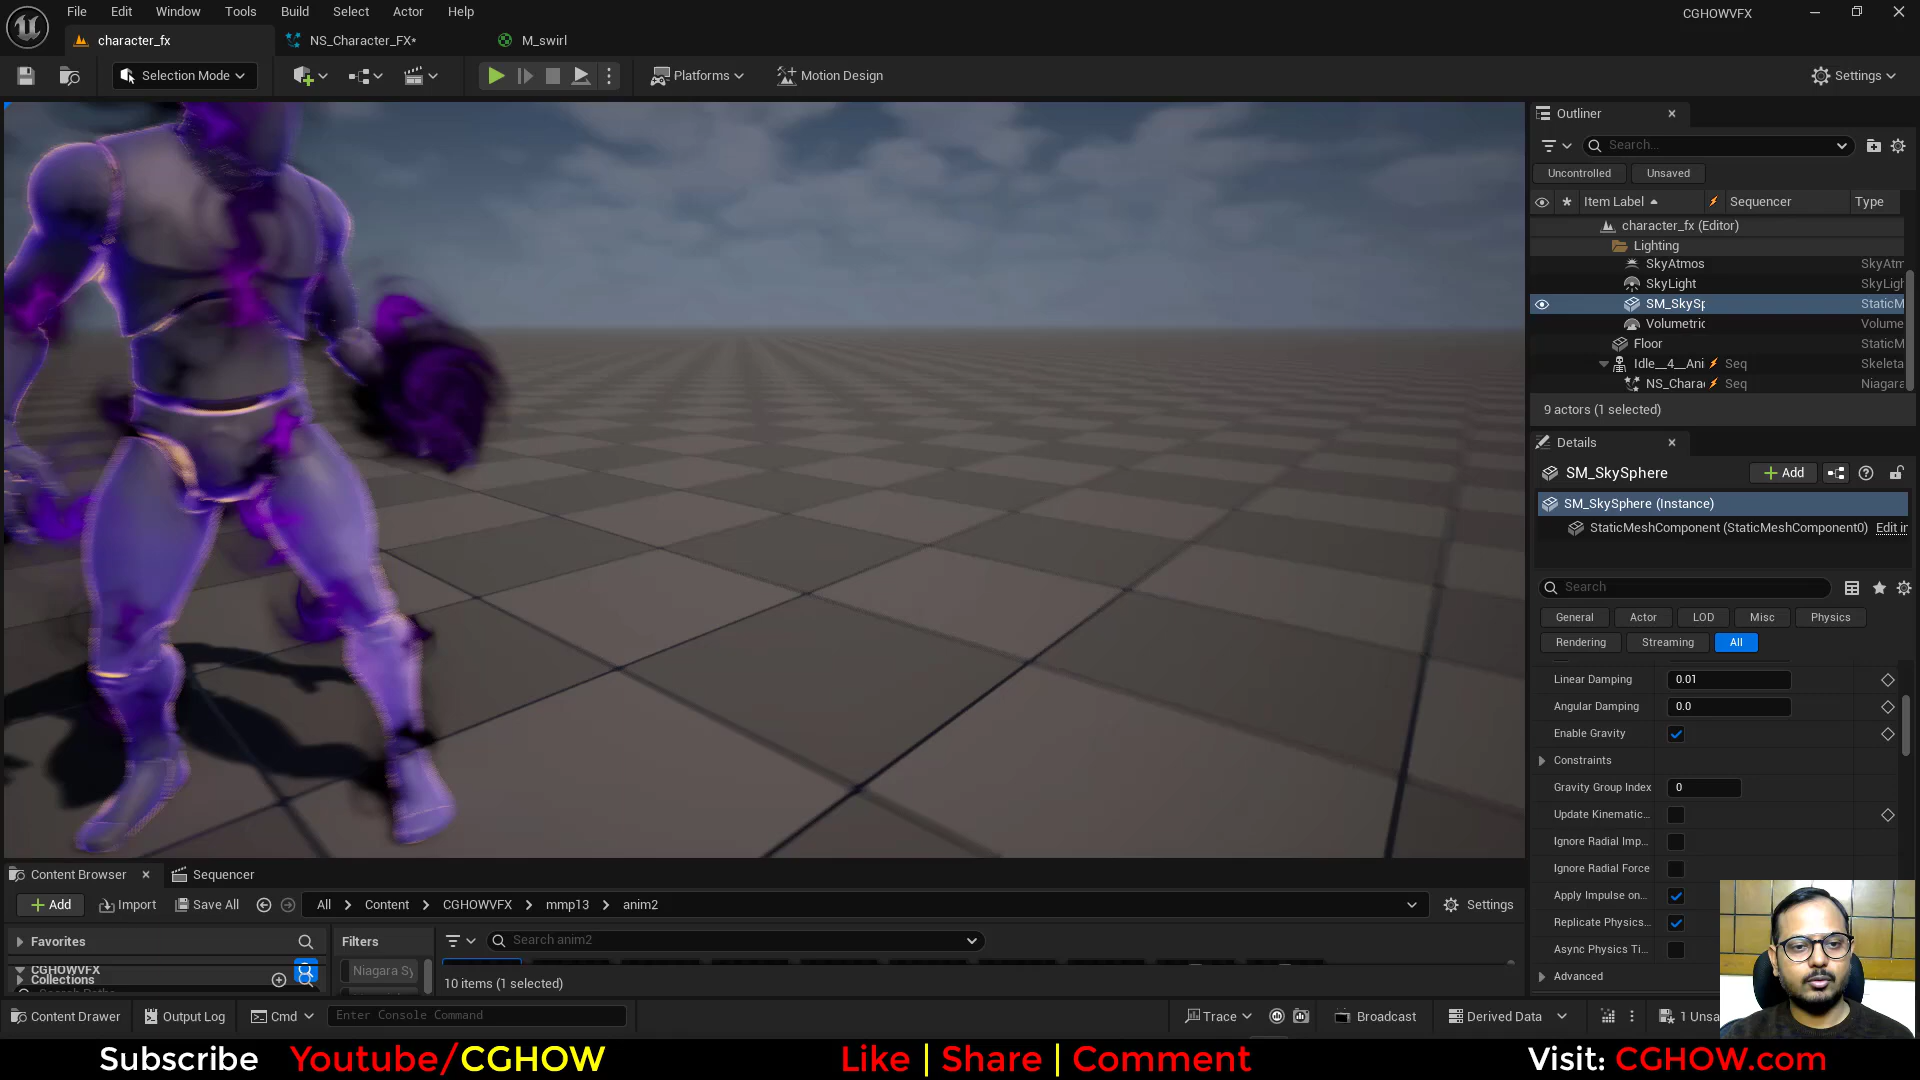 File Edit Window Tools Build Select Actor Help
CGHOWVFX
character_fx
NS_Character_FX*
M_swirl
Selection Mode
Platforms
Motion Design
Settings
Outliner
Search...
Uncontrolled
Unsaved
Item Label
Sequencer
Type
character_fx (Editor)
Lighting
SkyAtmos
SkyAtm
SkyLight
SkyLigh
SM_SkySp
StaticM
Volumetric
Volume
Floor
StaticM
Idle__4__Ani
Seq
Skeleta
NS_Charac
Seq
Niagara
9 actors (1 selected)
Details
SM_SkySphere
Add
SM_SkySphere (Instance)
StaticMeshComponent (StaticMeshComponent0)
Edit in
Search
General
Actor
LOD
Misc
Physics
Rendering
Streaming
All
Linear Damping
0.01
Angular Damping
0.0
Enable Gravity
Constraints
Gravity Group Index
0
Update Kinematic...
Ignore Radial Imp...
Ignore Radial Force
Apply Impulse on...
Replicate Physics...
Async Physics Ti...
Advanced
Content Browser
Sequencer
Add
Import
Save All
All
Content
CGHOWVFX
mmp13
anim2
Settings
Favorites
Filters
Search anim2
CGHOWVFX
Collections
Niagara Sy
10 items (1 selected)
Content Drawer
Output Log
Cmd
Enter Console Command
Trace
Broadcast
Derived Data
1 Unsa
Subscribe Youtube/CGHOW
Like | Share | Comment
Visit: CGHOW.com